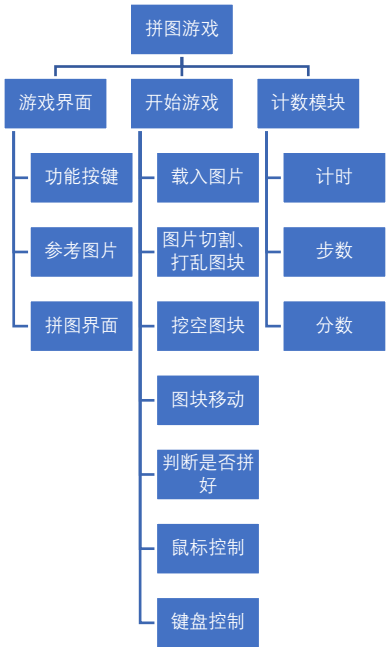 拼图游戏
游戏界面
开始游戏
计数模块
功能按键
载入图片
计时
参考图片
图片切割、
打乱图块
步数
拼图界面
挖空图块
分数
图块移动
判断是否拼
好
鼠标控制
键盘控制